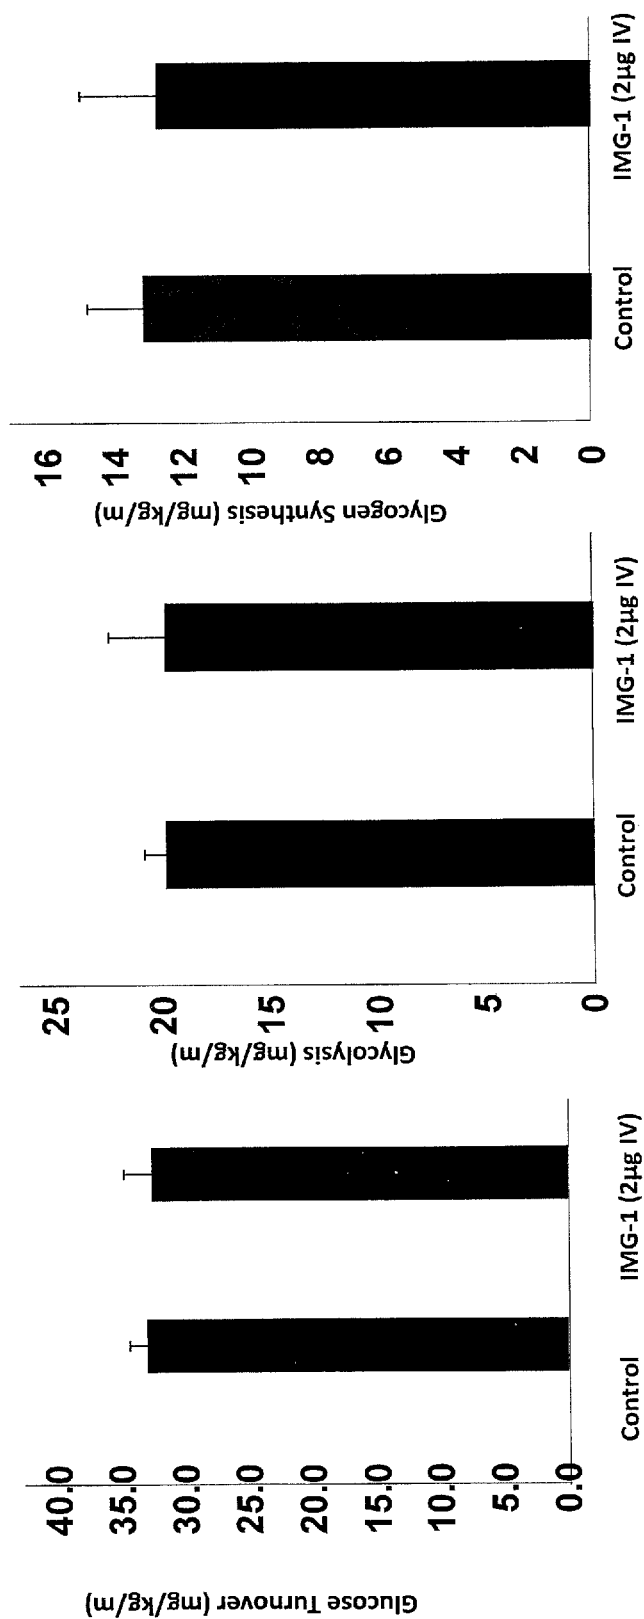 Glucose Turnover (mg/kg/m)
40.0
35.0
30.0
25.0
20.0
15.0
10.0
5.0
0.0
Control
IMG-1 (2µg IV)
Glycolysis (mg/kg/m)
25
20
15
10
5
0
Control
IMG-1 (2µg IV)
Glycogen Synthesis (mg/kg/m)
16
14
12
10
8
6
4
2
0
Control
IMG-1 (2µg IV)